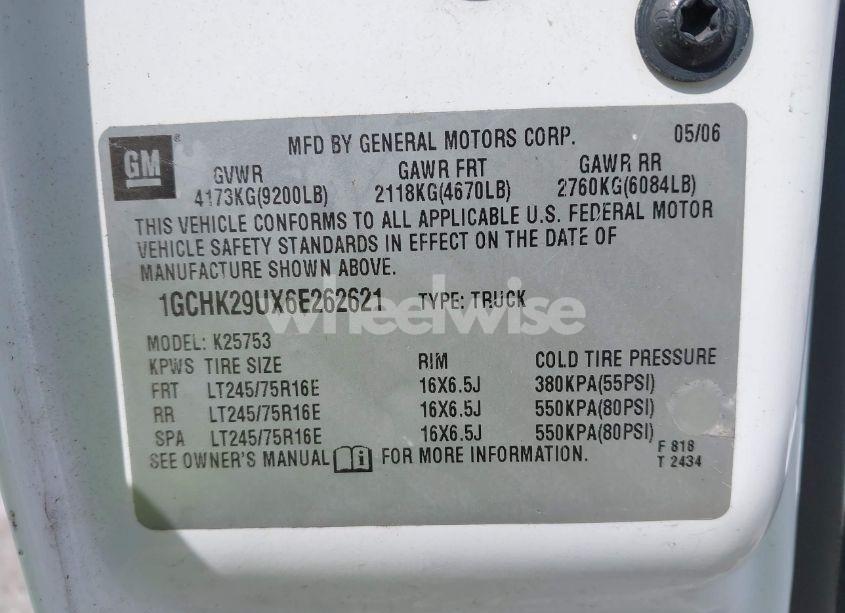 GM ®
MFD BY GENERAL MOTORS CORP. 05/06
GVWR GAWR FRT GAWR RR
4173KG(9200LB) 2118KG(4670LB) 2760KG(6084LB)
THIS VEHICLE CONFORMS TO ALL APPLICABLE U.S. FEDERAL MOTOR
VEHICLE SAFETY STANDARDS IN EFFECT ON THE DATE OF
MANUFACTURE SHOWN ABOVE.
1GCHK29UX6E262621 TYPE: TRUCK
wheelwise
MODEL: K25753
KPWS TIRE SIZE RIM COLD TIRE PRESSURE
FRT LT245/75R16E 16X6.5J 380KPA(55PSI)
RR LT245/75R16E 16X6.5J 550KPA(80PSI)
SPA LT245/75R16E 16X6.5J 550KPA(80PSI)
SEE OWNER'S MANUAL i FOR MORE INFORMATION.
F 818
T 2434